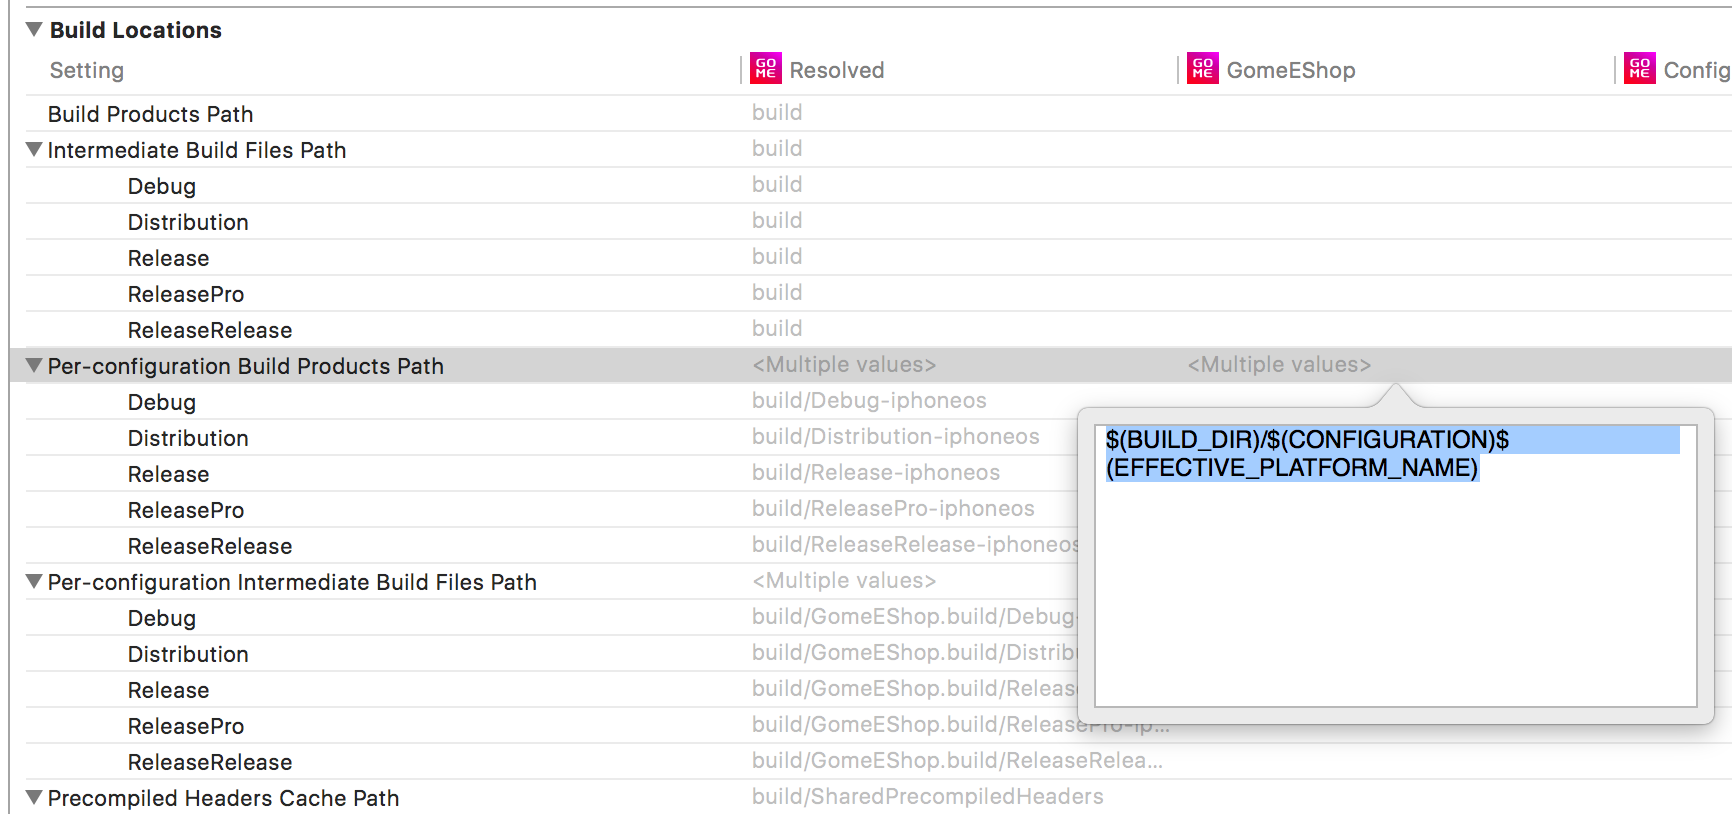 Build Locations
Setting GO ME Resolved GO ME GomeEShop GO ME Config
Build Products Path build
Intermediate Build Files Path build
Debug build
Distribution build
Release build
ReleasePro build
ReleaseRelease build
Per-configuration Build Products Path <Multiple values> <Multiple values>
Debug build/Debug-iphoneos
Distribution build/Distribution-iphoneos
Release build/Release-iphoneos
ReleasePro build/ReleasePro-iphoneos
ReleaseRelease build/ReleaseRelease-iphoneos
$(BUILD_DIR)/$(CONFIGURATION)$
(EFFECTIVE_PLATFORM_NAME)
Per-configuration Intermediate Build Files Path <Multiple values>
Debug build/GomeEShop.build/Debug-
Distribution build/GomeEShop.build/Distribu
Release build/GomeEShop.build/Releas
ReleasePro build/GomeEShop.build/ReleasePro-ip...
ReleaseRelease build/GomeEShop.build/ReleaseRelea...
Precompiled Headers Cache Path build/SharedPrecompiledHeaders